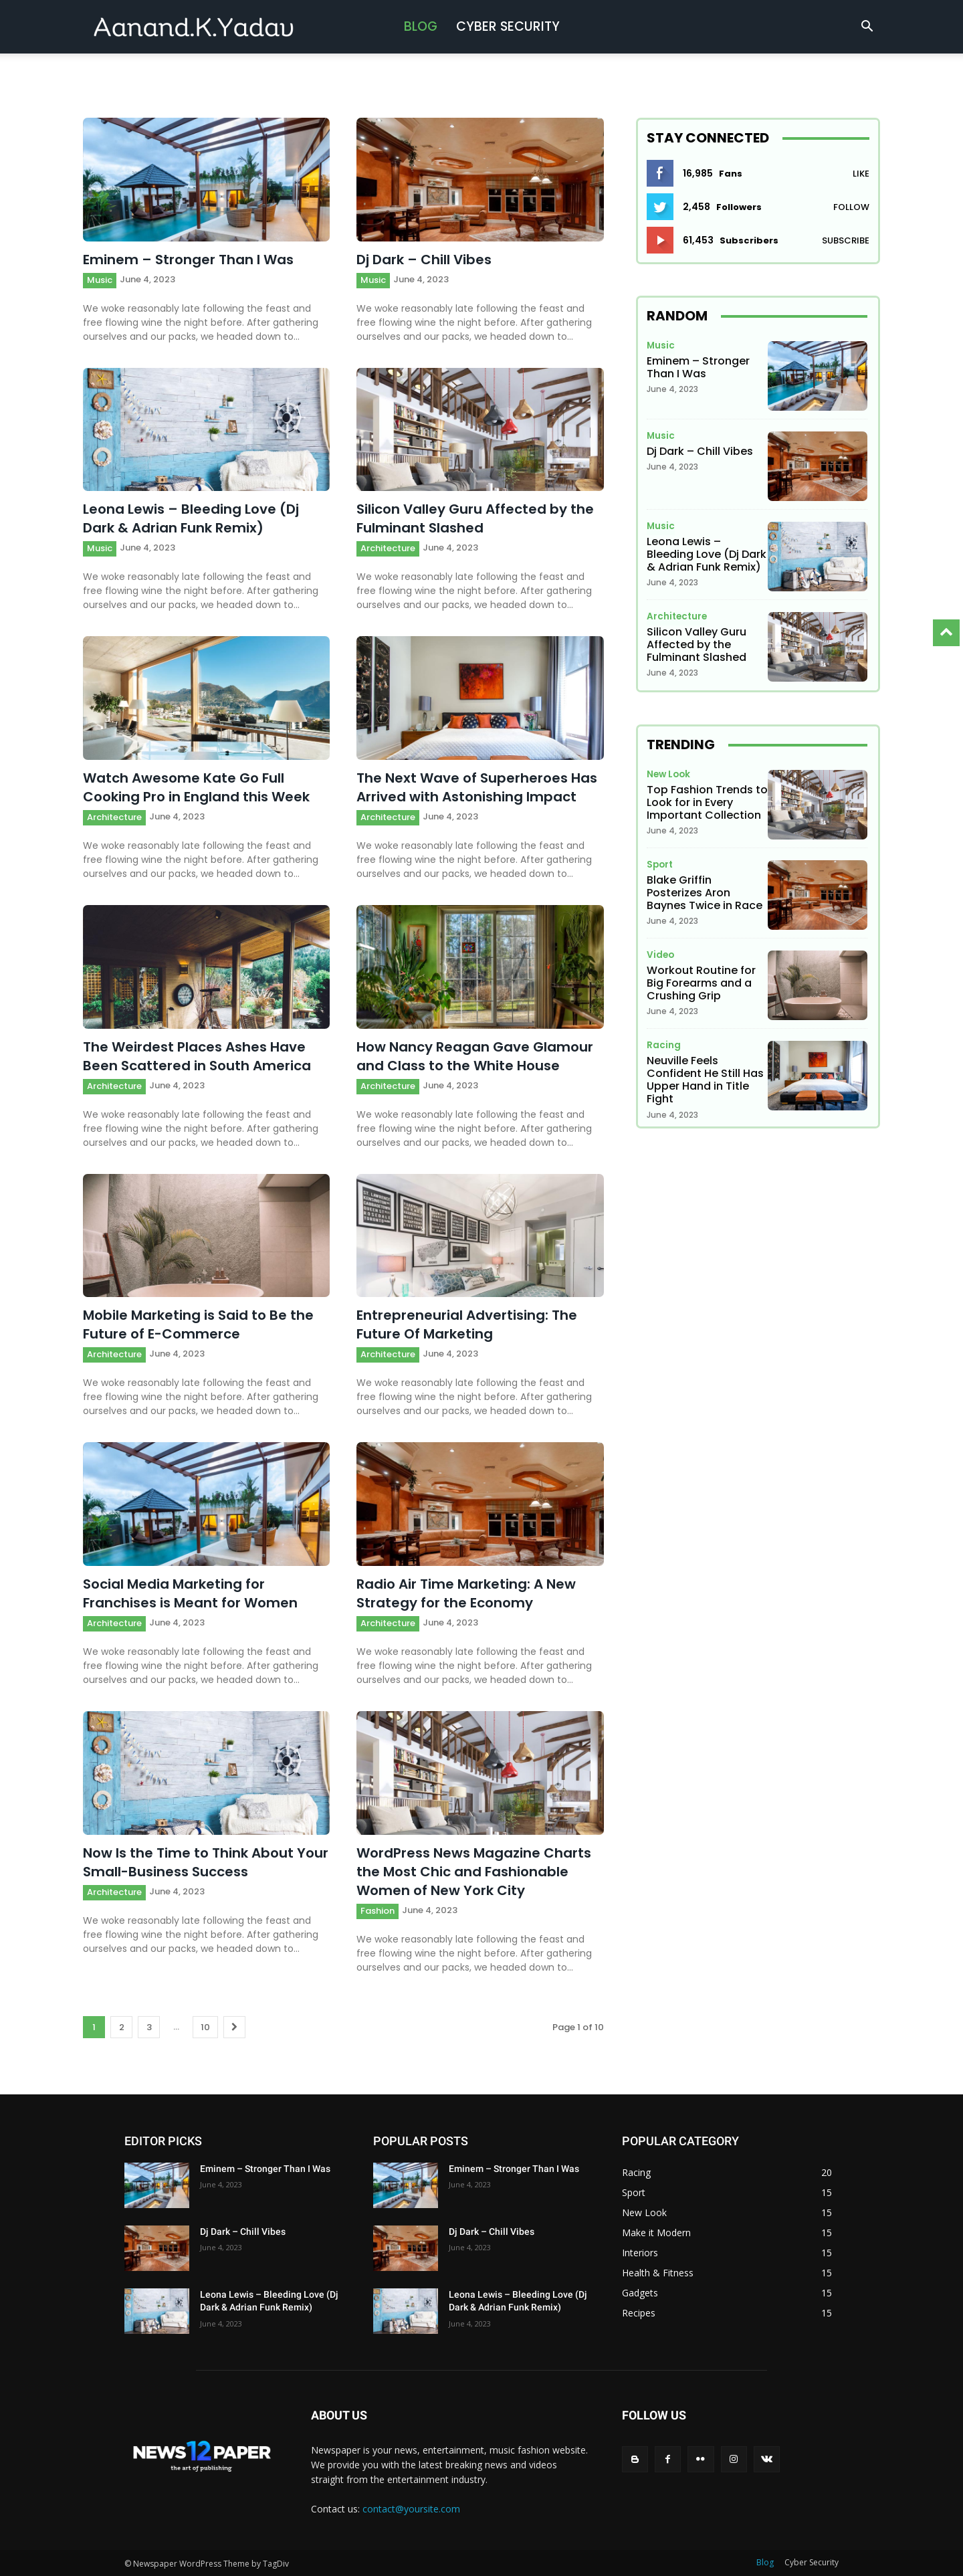 Aanand.K.Yadav
BLOG
CYBER SECURITY
Eminem – Stronger Than I Was
Music June 4, 2023
We woke reasonably late following the feast and
free flowing wine the night before. After gathering
ourselves and our packs, we headed down to...
Dj Dark – Chill Vibes
Music June 4, 2023
We woke reasonably late following the feast and
free flowing wine the night before. After gathering
ourselves and our packs, we headed down to...
Leona Lewis – Bleeding Love (Dj
Dark & Adrian Funk Remix)
Music June 4, 2023
We woke reasonably late following the feast and
free flowing wine the night before. After gathering
ourselves and our packs, we headed down to...
Silicon Valley Guru Affected by the
Fulminant Slashed
Architecture June 4, 2023
We woke reasonably late following the feast and
free flowing wine the night before. After gathering
ourselves and our packs, we headed down to...
Watch Awesome Kate Go Full
Cooking Pro in England this Week
Architecture June 4, 2023
We woke reasonably late following the feast and
free flowing wine the night before. After gathering
ourselves and our packs, we headed down to...
The Next Wave of Superheroes Has
Arrived with Astonishing Impact
Architecture June 4, 2023
We woke reasonably late following the feast and
free flowing wine the night before. After gathering
ourselves and our packs, we headed down to...
The Weirdest Places Ashes Have
Been Scattered in South America
Architecture June 4, 2023
We woke reasonably late following the feast and
free flowing wine the night before. After gathering
ourselves and our packs, we headed down to...
How Nancy Reagan Gave Glamour
and Class to the White House
Architecture June 4, 2023
We woke reasonably late following the feast and
free flowing wine the night before. After gathering
ourselves and our packs, we headed down to...
Mobile Marketing is Said to Be the
Future of E-Commerce
Architecture June 4, 2023
We woke reasonably late following the feast and
free flowing wine the night before. After gathering
ourselves and our packs, we headed down to...
Entrepreneurial Advertising: The
Future Of Marketing
Architecture June 4, 2023
We woke reasonably late following the feast and
free flowing wine the night before. After gathering
ourselves and our packs, we headed down to...
Social Media Marketing for
Franchises is Meant for Women
Architecture June 4, 2023
We woke reasonably late following the feast and
free flowing wine the night before. After gathering
ourselves and our packs, we headed down to...
Radio Air Time Marketing: A New
Strategy for the Economy
Architecture June 4, 2023
We woke reasonably late following the feast and
free flowing wine the night before. After gathering
ourselves and our packs, we headed down to...
Now Is the Time to Think About Your
Small-Business Success
Architecture June 4, 2023
We woke reasonably late following the feast and
free flowing wine the night before. After gathering
ourselves and our packs, we headed down to...
WordPress News Magazine Charts
the Most Chic and Fashionable
Women of New York City
Fashion June 4, 2023
We woke reasonably late following the feast and
free flowing wine the night before. After gathering
ourselves and our packs, we headed down to...
1 2 3 ... 10
Page 1 of 10
STAY CONNECTED
16,985 Fans LIKE
2,458 Followers FOLLOW
61,453 Subscribers SUBSCRIBE
RANDOM
Music
Eminem – Stronger
Than I Was
June 4, 2023
Music
Dj Dark – Chill Vibes
June 4, 2023
Music
Leona Lewis –
Bleeding Love (Dj Dark
& Adrian Funk Remix)
June 4, 2023
Architecture
Silicon Valley Guru
Affected by the
Fulminant Slashed
June 4, 2023
TRENDING
New Look
Top Fashion Trends to
Look for in Every
Important Collection
June 4, 2023
Sport
Blake Griffin
Posterizes Aron
Baynes Twice in Race
June 4, 2023
Video
Workout Routine for
Big Forearms and a
Crushing Grip
June 4, 2023
Racing
Neuville Feels
Confident He Still Has
Upper Hand in Title
Fight
June 4, 2023
EDITOR PICKS
Eminem – Stronger Than I Was
June 4, 2023
Dj Dark – Chill Vibes
June 4, 2023
Leona Lewis – Bleeding Love (Dj
Dark & Adrian Funk Remix)
June 4, 2023
POPULAR POSTS
Eminem – Stronger Than I Was
June 4, 2023
Dj Dark – Chill Vibes
June 4, 2023
Leona Lewis – Bleeding Love (Dj
Dark & Adrian Funk Remix)
June 4, 2023
POPULAR CATEGORY
Racing 20
Sport 15
New Look 15
Make it Modern 15
Interiors 15
Health & Fitness 15
Gadgets 15
Recipes 15
NEWS12PAPER
the art of publishing
ABOUT US
Newspaper is your news, entertainment, music fashion website.
We provide you with the latest breaking news and videos
straight from the entertainment industry.
Contact us: contact@yoursite.com
FOLLOW US
© Newspaper WordPress Theme by TagDiv
Blog Cyber Security